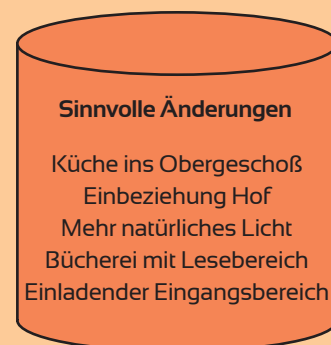 Sinnvolle Änderungen
Küche ins Obergeschoß
Einbeziehung Hof
Mehr natürliches Licht
Bücherei mit Lesebereich
Einladender Eingangsbereich